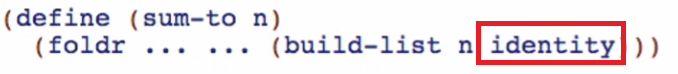 (define (sum-to n)
(foldr ... ... (build-list n identity)))